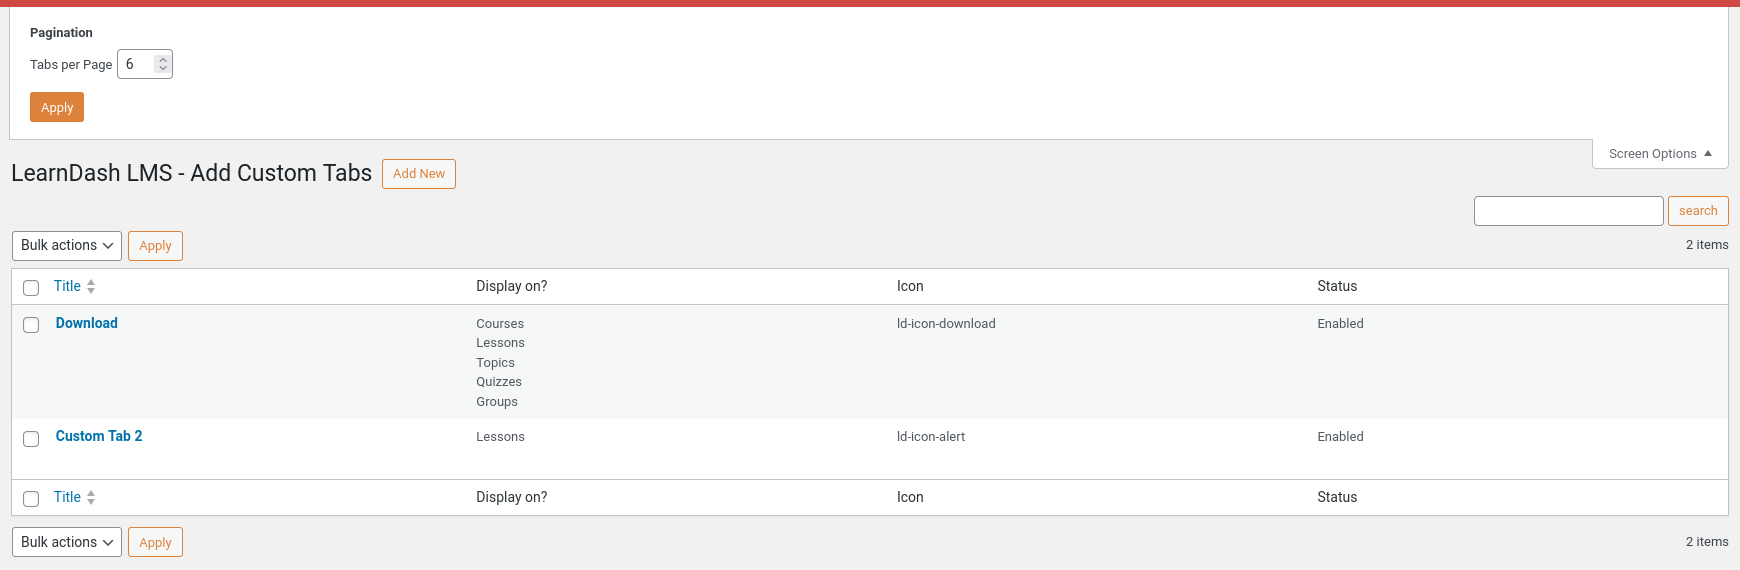 Pagination
Tabs per Page 6
Apply
Screen Options
LearnDash LMS - Add Custom Tabs Add New
search
Bulk actions Apply 2 items
Title Display on? Icon Status
Download Courses ld-icon-download Enabled
Lessons
Topics
Quizzes
Groups
Custom Tab 2 Lessons ld-icon-alert Enabled
Title Display on? Icon Status
Bulk actions Apply 2 items